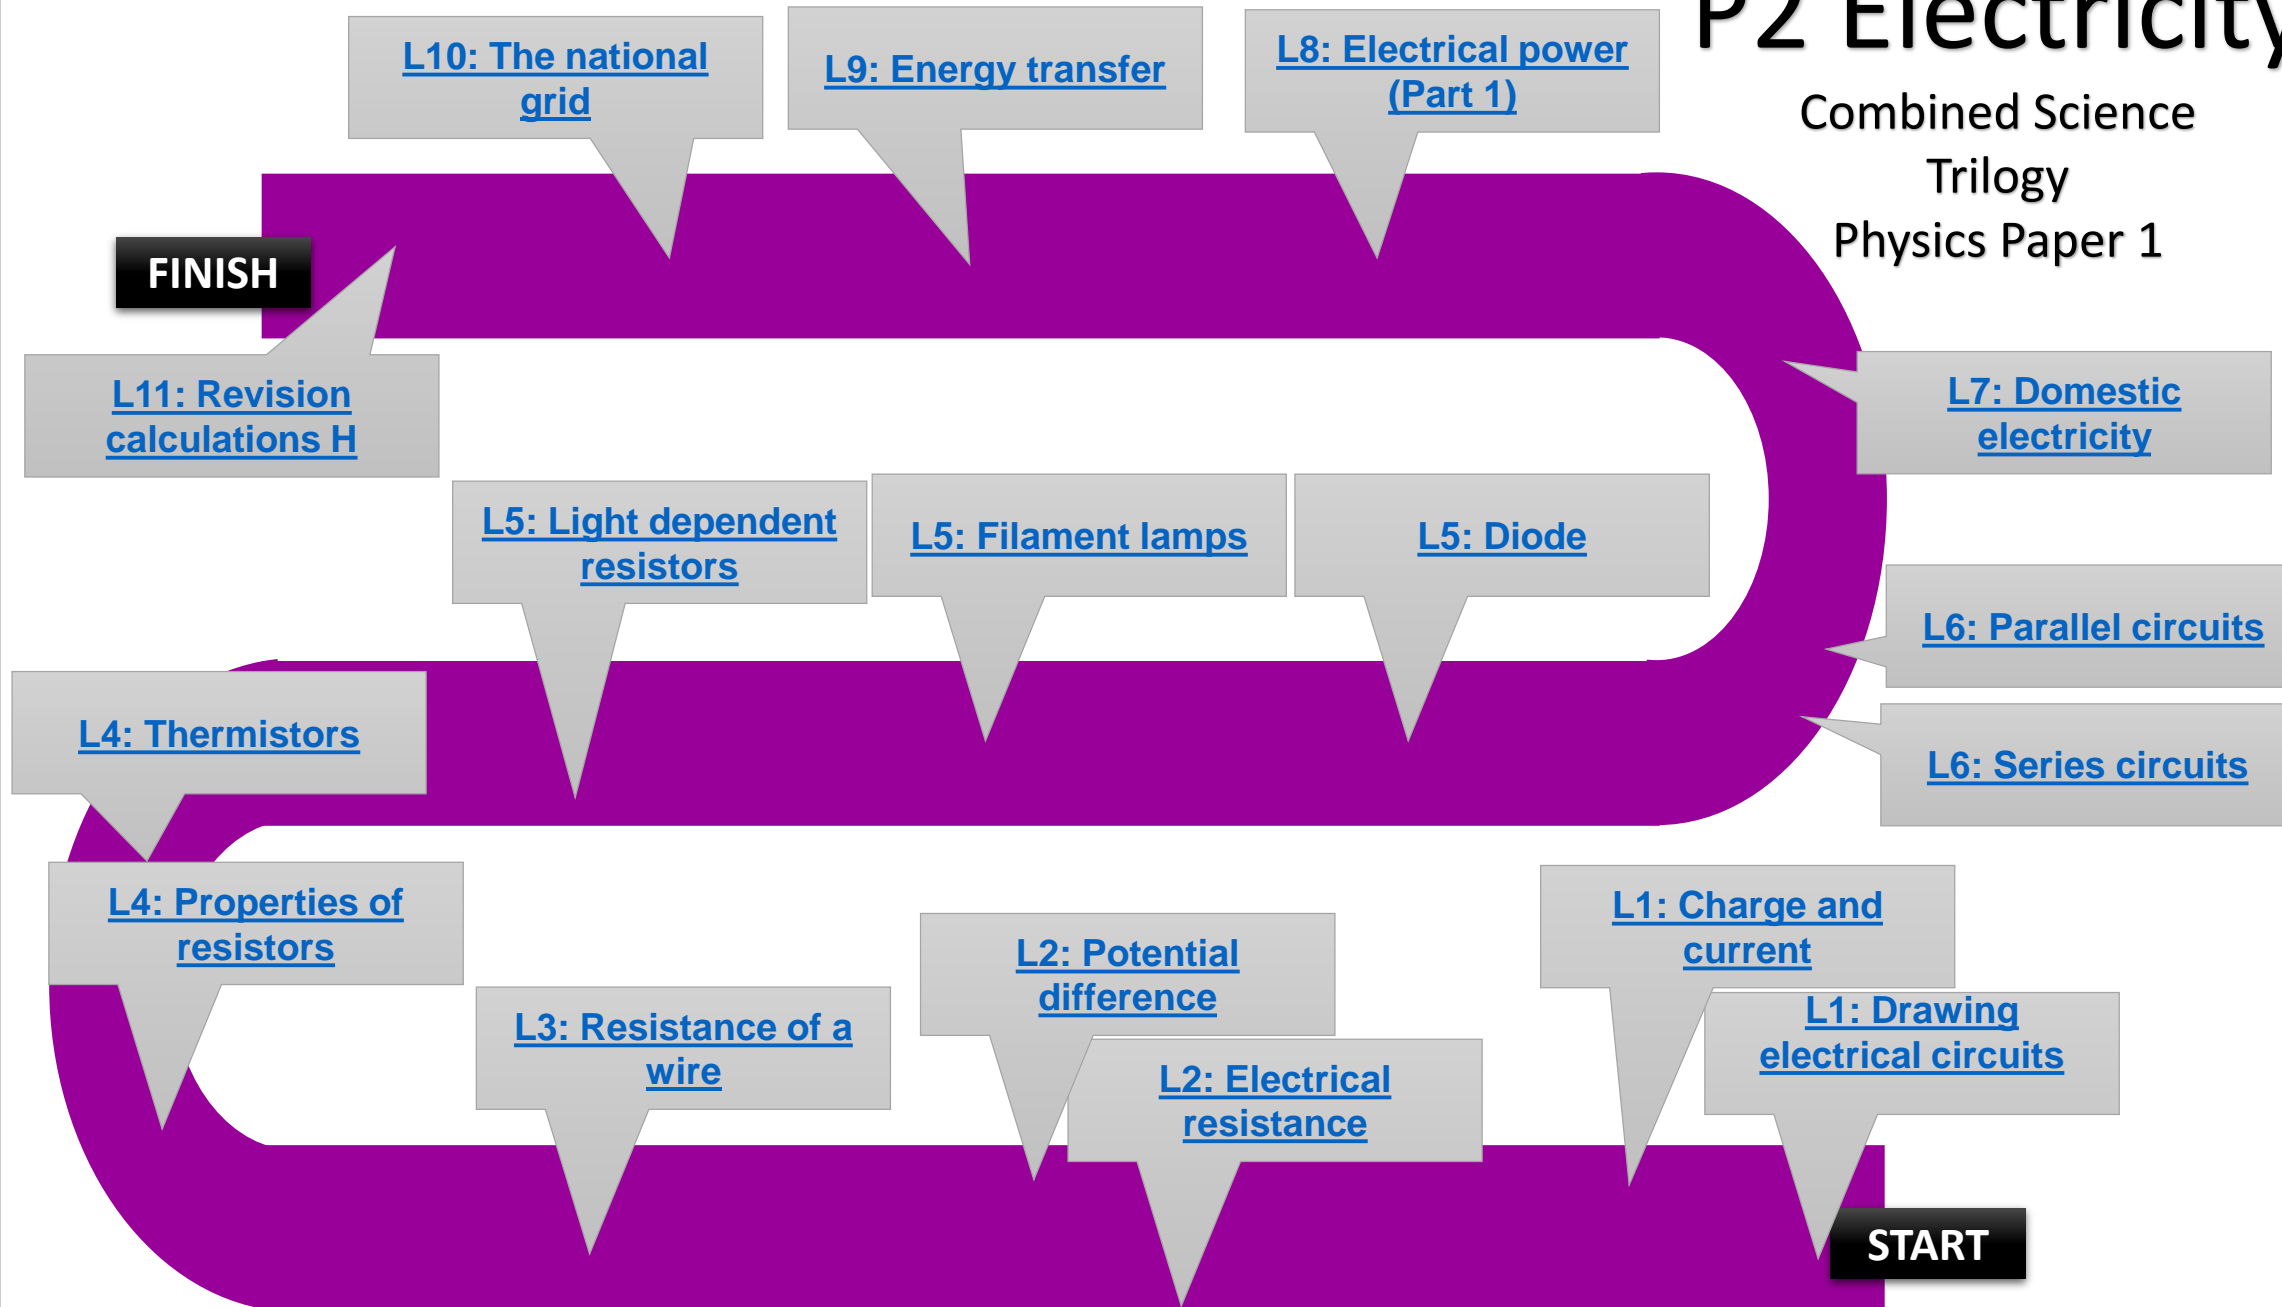 P2 Electricity
Combined Science
Trilogy
Physics Paper 1
L10: The national
grid
L9: Energy transfer
L8: Electrical power
(Part 1)
FINISH
L11: Revision
calculations H
L7: Domestic
electricity
L5: Light dependent
resistors
L5: Filament lamps
L5: Diode
L6: Parallel circuits
L4: Thermistors
L6: Series circuits
L4: Properties of
resistors
L3: Resistance of a
wire
L2: Potential
difference
L2: Electrical
resistance
L1: Charge and
current
L1: Drawing
electrical circuits
START